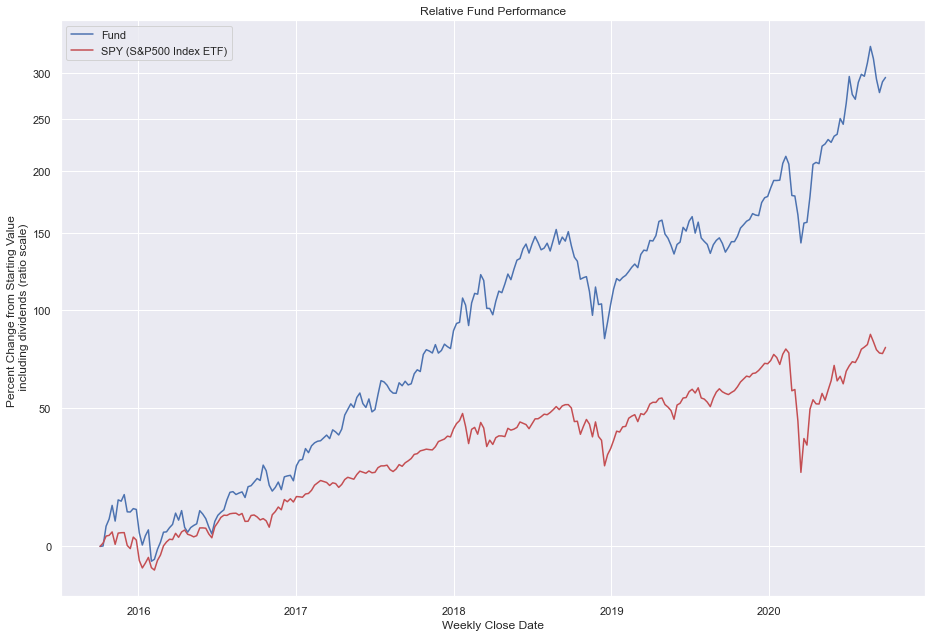 Relative Fund Performance
Fund
SPY (S&P500 Index ETF)
300
250
200
150
100
50
0
Percent Change from Starting Value
including dividends (ratio scale)
2016
2017
2018
2019
2020
Weekly Close Date